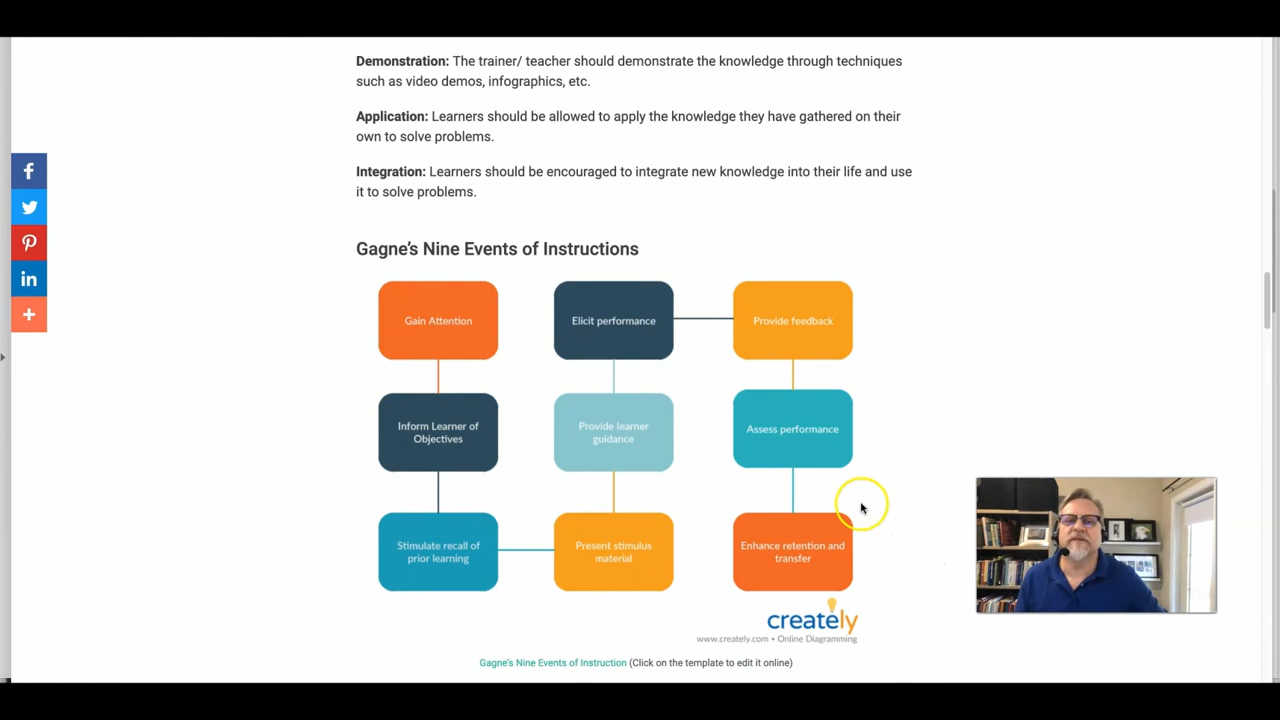 Demonstration: The trainer/ teacher should demonstrate the knowledge through techniques
such as video demos, infographics, etc.
Application: Learners should be allowed to apply the knowledge they have gathered on their
own to solve problems.
Integration: Learners should be encouraged to integrate new knowledge into their life and use
it to solve problems.
Gagne’s Nine Events of Instructions
Gain Attention
Inform Learner of
Objectives
Stimulate recall of
prior learning
Present stimulus
material
Provide learner
guidance
Elicit performance
Provide feedback
Assess performance
Enhance retention and
transfer
creately
www.creately.com • Online Diagramming
Gagne’s Nine Events of Instruction (Click on the template to edit it online)